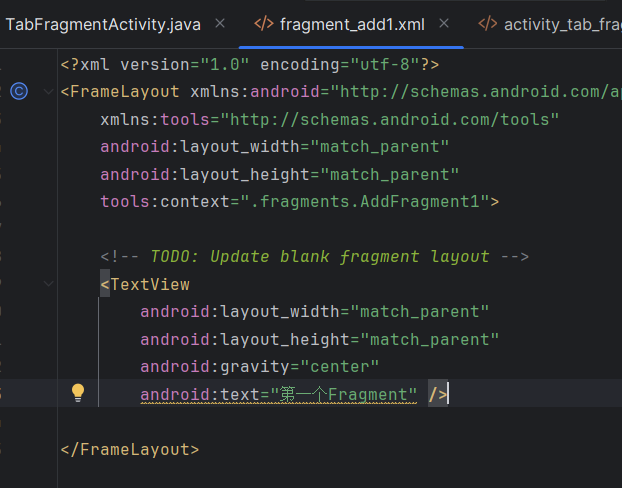 TabFragmentActivity.java
fragment_add1.xml
activity_tab_fra
<?xml version="1.0" encoding="utf-8"?>
<FrameLayout xmlns:android="http://schemas.android.com/ap
xmlns:tools="http://schemas.android.com/tools"
android:layout_width="match_parent"
android:layout_height="match_parent"
tools:context=".fragments.AddFragment1">
<!-- TODO: Update blank fragment layout -->
<TextView
android:layout_width="match_parent"
android:layout_height="match_parent"
android:gravity="center"
android:text="第一个Fragment" />
</FrameLayout>